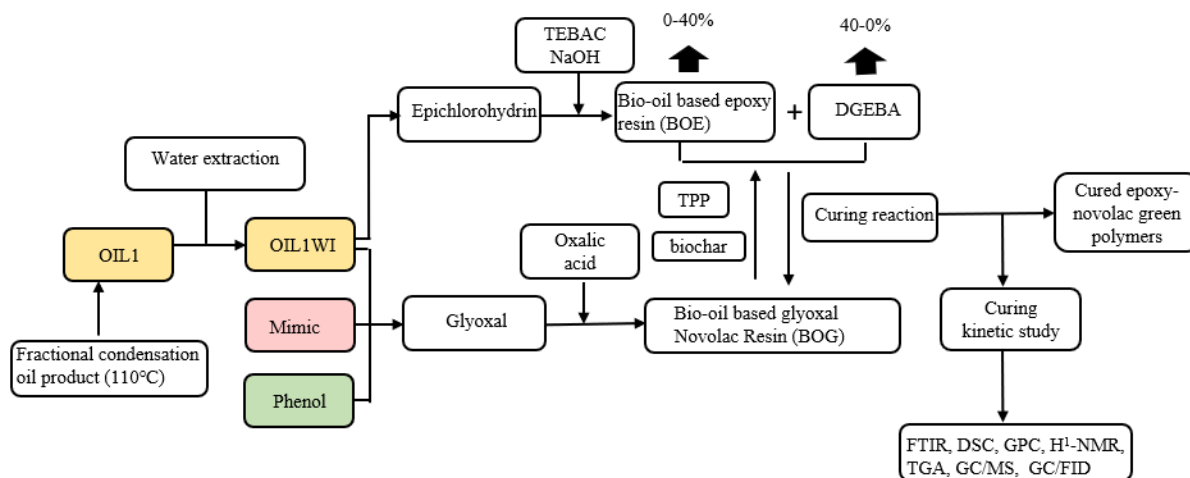 0-40%
40-0%
TEBAC
NaOH
Epichlorohydrin
Bio-oil based epoxy
resin (BOE)
+
DGEBA
Water extraction
OIL1
OIL1WI
TPP
biochar
Curing reaction
Cured epoxy-
novolac green
polymers
Oxalic
acid
Mimic
Glyoxal
Bio-oil based glyoxal
Novolac Resin (BOG)
Curing
kinetic study
Fractional condensation
oil product (110℃)
Phenol
FTIR, DSC, GPC, H¹-NMR,
TGA, GC/MS, GC/FID